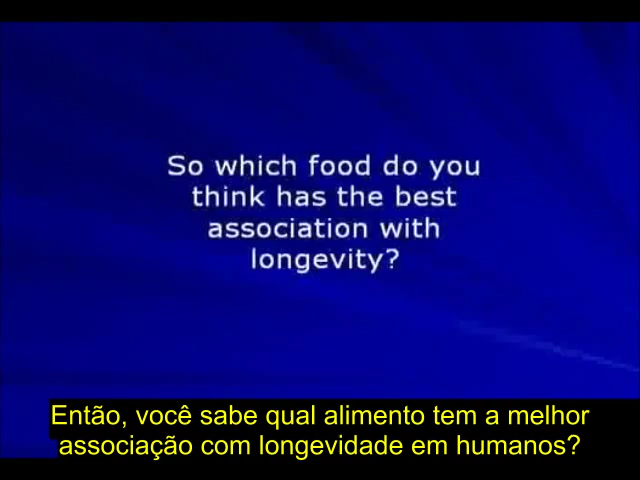 So which food do you
think has the best
association with
longevity?
Então, você sabe qual alimento tem a melhor
associação com longevidade em humanos?